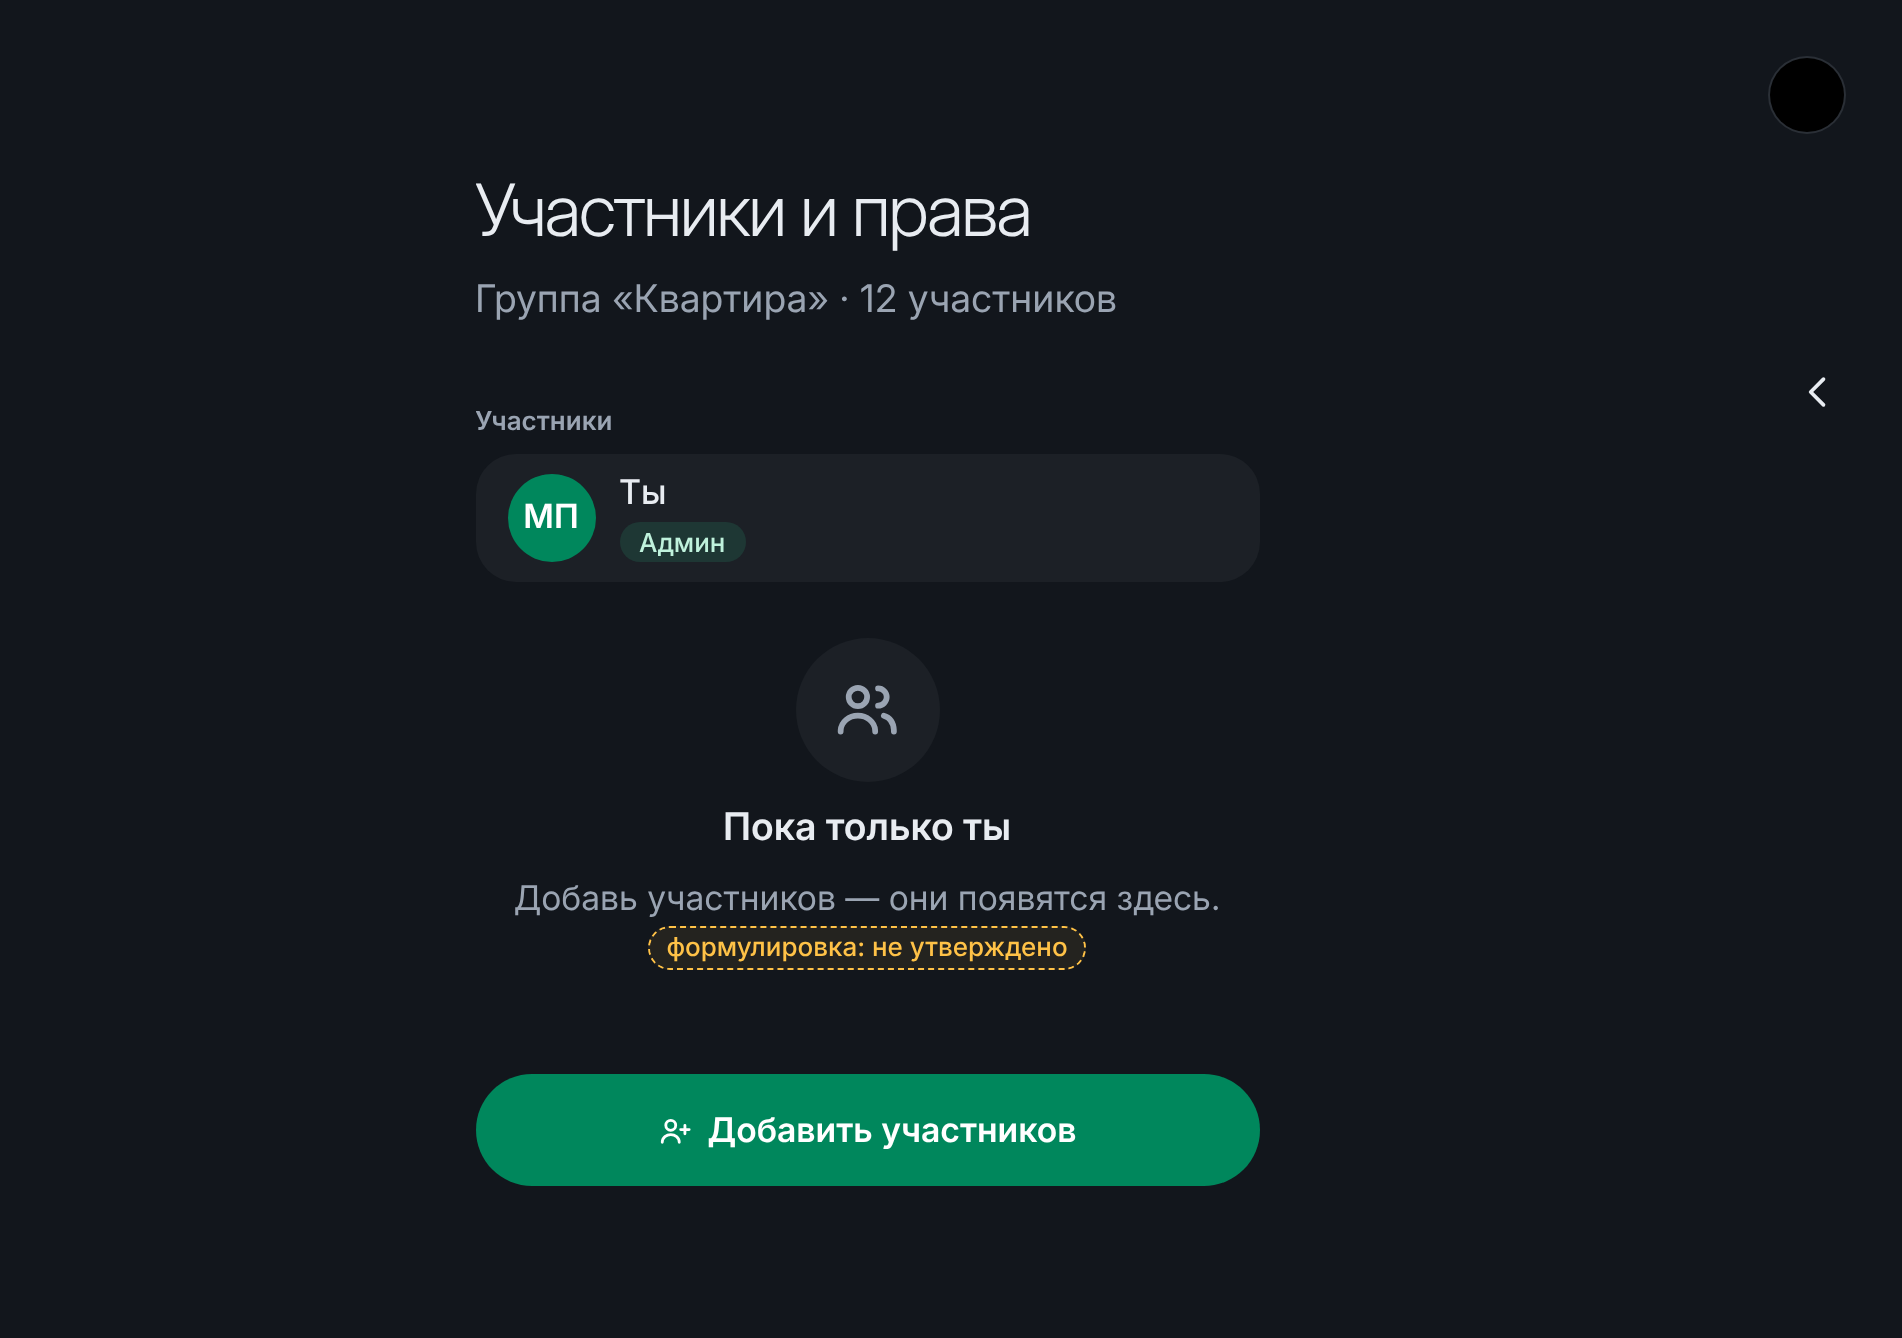 Участники и права
Группа «Квартира» · 12 участников
Участники
МП
Ты
Админ
Пока только ты
Добавь участников — они появятся здесь.
формулировка: не утверждено
Добавить участников